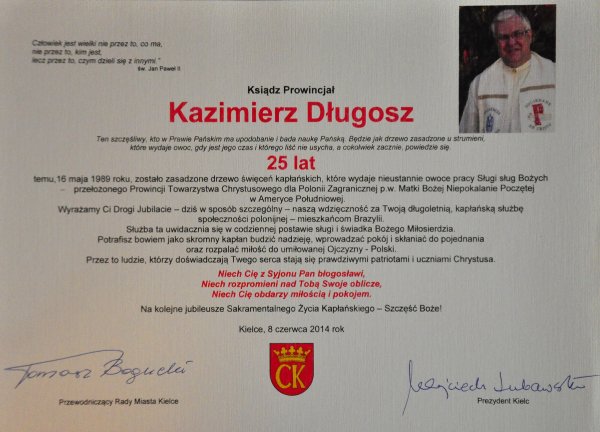 Człowiek jest wielki nie przez to, co ma,
nie przez to, kim jest,
lecz przez to, czym dzieli się z innymi."
św. Jan Paweł II
Ksiądz Prowincjał
Kazimierz Długosz
Ten szczęśliwy, kto w Prawie Pańskim ma upodobanie i bada naukę Pańską. Będzie jak drzewo zasadzone u strumieni,
które wydaje owoc, gdy jest jego czas i którego liść nie usycha, a cokolwiek zacznie, powiedzie się.
25 lat
temu,16 maja 1989 roku, zostało zasadzone drzewo święceń kapłańskich, które wydaje nieustannie owoce pracy Sługi sług Bożych
– przełożonego Prowincji Towarzystwa Chrystusowego dla Polonii Zagranicznej p.w. Matki Bożej Niepokalanie Poczętej
w Ameryce Południowej.
Wyrażamy Ci Drogi Jubilacie – dziś w sposób szczególny – naszą wdzięczność za Twoją długoletnią, kapłańską służbę
społeczności polonijnej – mieszkańcom Brazylii.
Służba ta uwidacznia się w codziennej postawie sługi i świadka Bożego Miłosierdzia.
Potrafisz bowiem jako skromny kapłan budzić nadzieję, wprowadzać pokój i skłaniać do pojednania
oraz rozpalać miłość do umiłowanej Ojczyzny - Polski.
Przez to ludzie, którzy doświadczają Twego serca stają się prawdziwymi patriotami i uczniami Chrystusa.
Niech Cię z Syjonu Pan błogosławi,
Niech rozpromieni nad Tobą Swoje oblicze,
Niech Cię obdarzy miłością i pokojem.
Na kolejne jubileusze Sakramentalnego Życia Kapłańskiego – Szczęść Boże!
Kielce, 8 czerwca 2014 rok
CK
Tomasz Bogucki
Przewodniczący Rady Miasta Kielce
Wojciech Lubawski
Prezydent Kielc